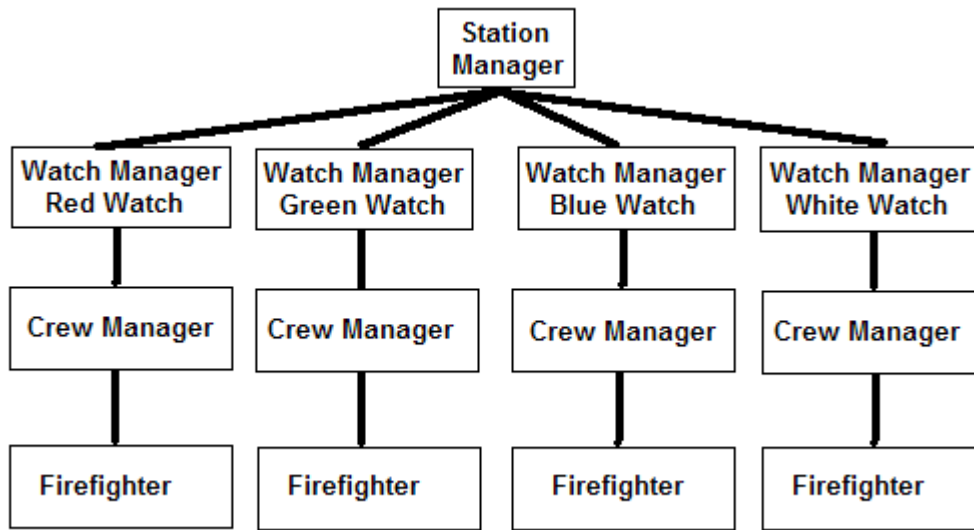 Station
Manager
Watch Manager
Red Watch
Watch Manager
Green Watch
Watch Manager
Blue Watch
Watch Manager
White Watch
Crew Manager
Crew Manager
Crew Manager
Crew Manager
Firefighter
Firefighter
Firefighter
Firefighter